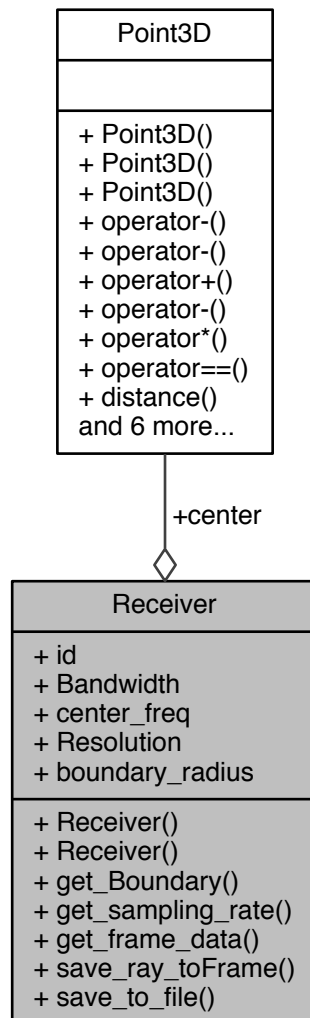 Point3D
+ Point3D()
+ Point3D()
+ Point3D()
+ operator-()
+ operator-()
+ operator+()
+ operator-()
+ operator*()
+ operator==()
+ distance()
and 6 more...
+center
Receiver
+ id
+ Bandwidth
+ center_freq
+ Resolution
+ boundary_radius
+ Receiver()
+ Receiver()
+ get_Boundary()
+ get_sampling_rate()
+ get_frame_data()
+ save_ray_toFrame()
+ save_to_file()